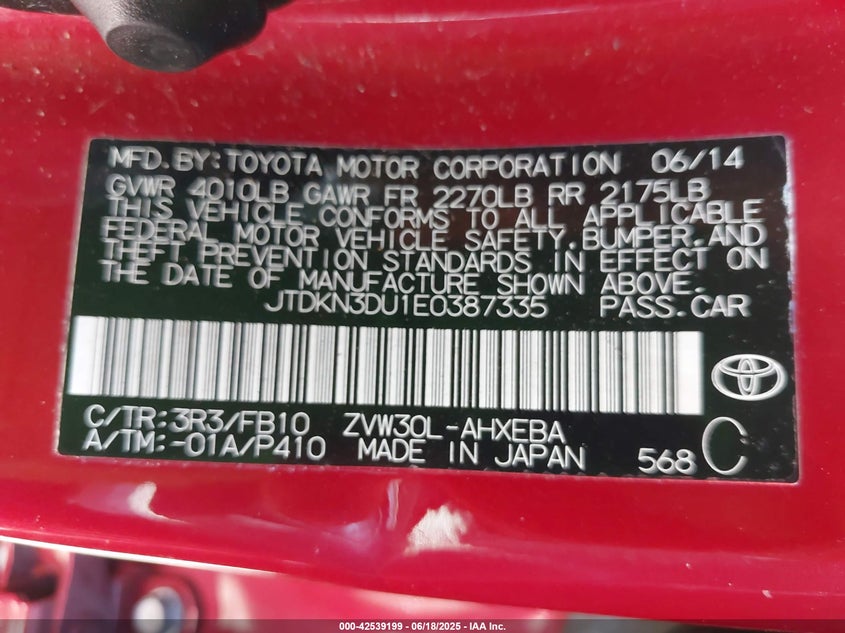 MFD. BY: TOYOTA MOTOR CORPORATION 06/14
GVWR 4010LB GAWR FR 2270LB RR 2175LB
THIS VEHICLE CONFORMS TO ALL APPLICABLE
FEDERAL MOTOR VEHICLE SAFETY, BUMPER, AND
THEFT PREVENTION STANDARDS IN EFFECT ON
THE DATE OF MANUFACTURE SHOWN ABOVE.
JTDKN3DU1E0387335 PASS. CAR
C/TR: 3R3/FB10 ZVW30L-AHXEBA
A/TM: -01A/P410 MADE IN JAPAN 568 C
000-42539199 - 06/18/2025 - IAA Inc.